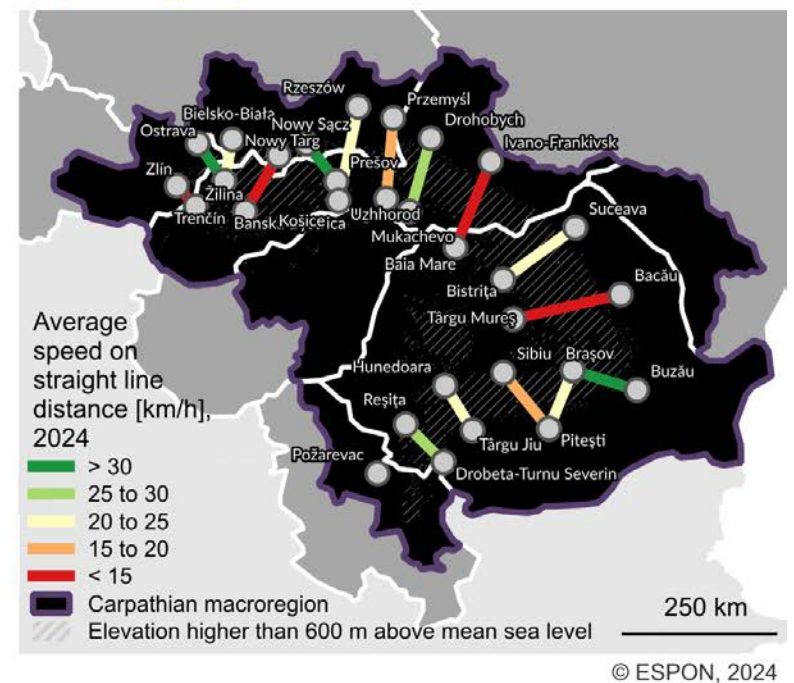 Rzeszów
Bielsko-Biała
Przemyśl
Ostrava
Nowy Sącz
Drohobych
Nowy Targ
Ivano-Frankivsk
Zlín
Prešov
Žilina
Trenčín
Košice
Uzhhorod
Suceava
Mukachevo
Baia Mare
Bistrița
Bacău
Târgu Mureș
Average
speed on
straight line
distance [km/h],
2024
Hunedoara
Sibiu
Brașov
Buzău
Reșița
Târgu Jiu
Pitești
Požarevac
Drobeta-Turnu Severin
> 30
25 to 30
20 to 25
15 to 20
< 15
Carpathian macroregion
Elevation higher than 600 m above mean sea level
250 km
© ESPON, 2024